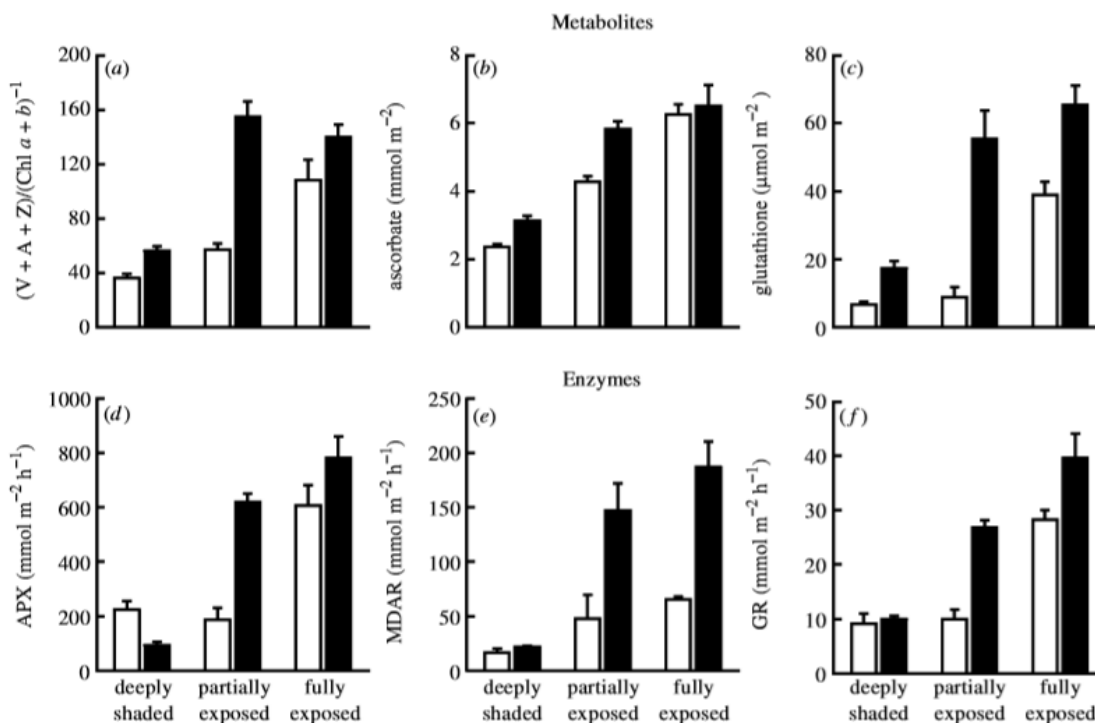 Metabolites
(a)
(V + A + Z)/(Chl a + b)⁻¹
200
160
120
80
40
0
(b)
ascorbate (mmol m⁻²)
8
6
4
2
0
(c)
glutathione (μmol m⁻²)
80
60
40
20
0
Enzymes
(d)
APX (mmol m⁻² h⁻¹)
1000
800
600
400
200
0
deeply partially fully
shaded exposed exposed
(e)
MDAR (mmol m⁻² h⁻¹)
250
200
150
100
50
0
deeply partially fully
shaded exposed exposed
(f)
GR (mmol m⁻² h⁻¹)
50
40
30
20
10
0
deeply partially fully
shaded exposed exposed